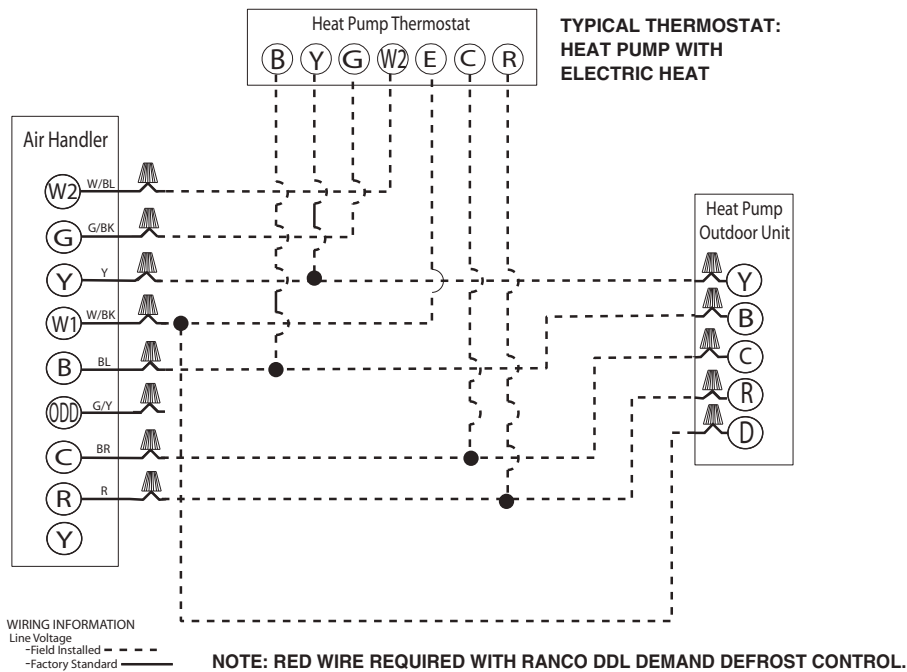 Heat Pump Thermostat
B Y G W2 E C R
TYPICAL THERMOSTAT:
HEAT PUMP WITH
ELECTRIC HEAT
Air Handler
W2 W/BL
G G/BK
Y Y
W1 W/BK
B BL
ODD G/Y
C BR
R R
Y
Heat Pump
Outdoor Unit
Y
B
C
R
D
WIRING INFORMATION
Line Voltage
-Field Installed
-Factory Standard
NOTE: RED WIRE REQUIRED WITH RANCO DDL DEMAND DEFROST CONTROL.